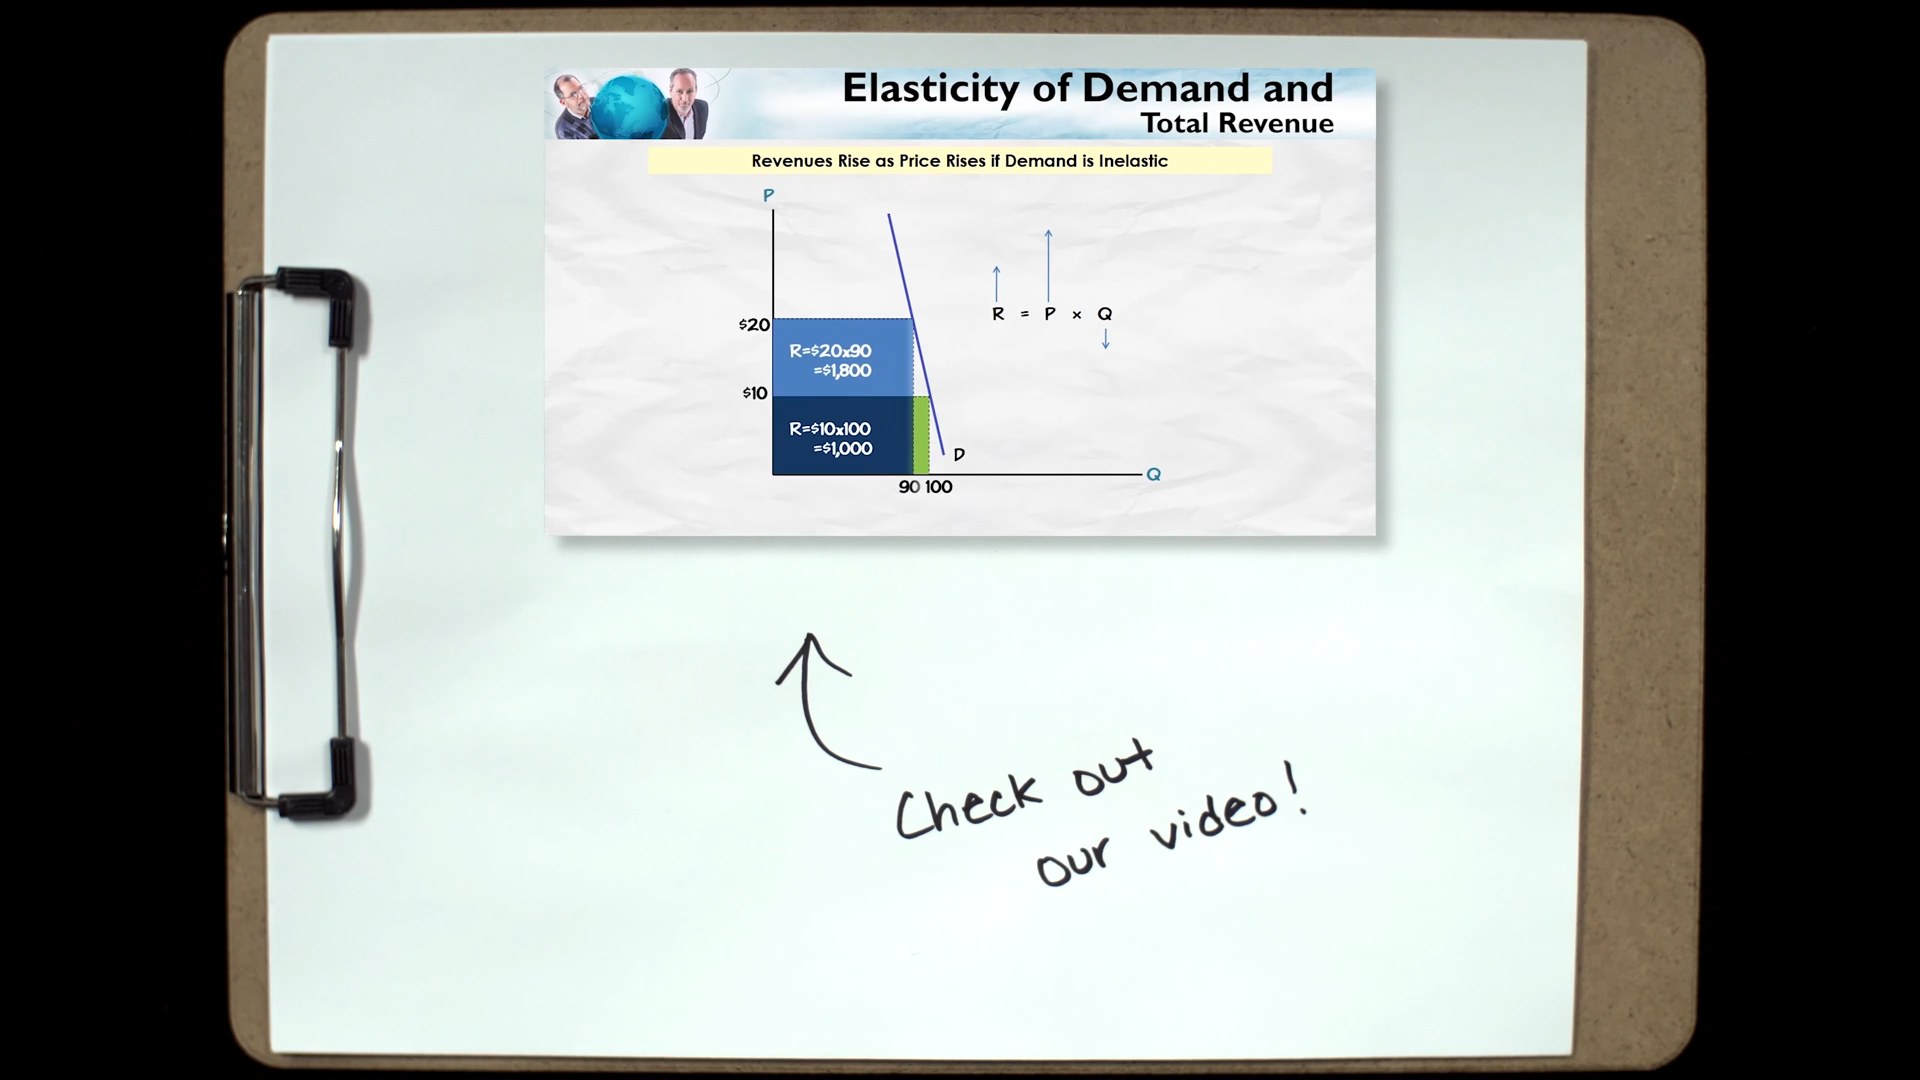 Elasticity of Demand and
Total Revenue
Revenues Rise as Price Rises if Demand is Inelastic
P
$20
R=$20x90
=$1,800
$10
R=$10x100
=$1,000
R = P × Q
D
Q
90 100
Check out
our video!